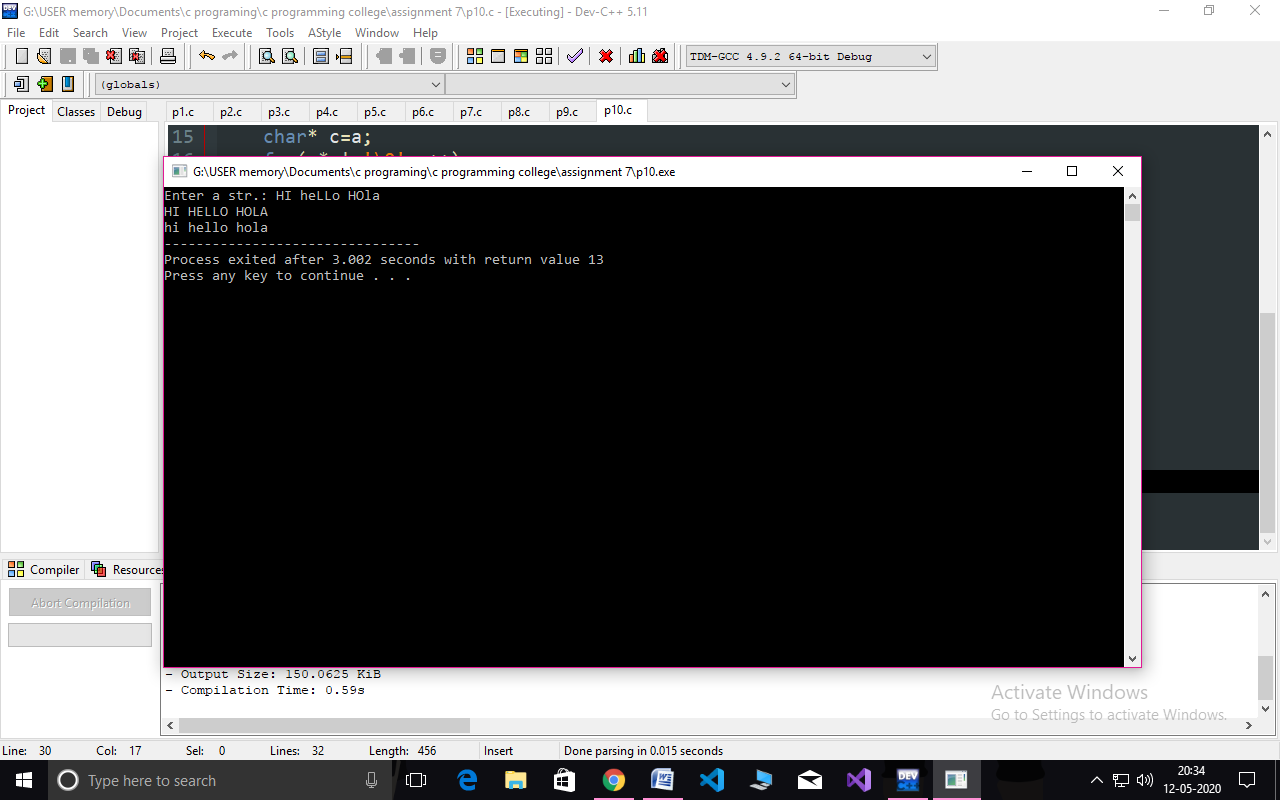 G:\USER memory\Documents\c programing\c programming college\assignment 7\p10.c - [Executing] - Dev-C++ 5.11
File Edit Search View Project Execute Tools AStyle Window Help
TDM-GCC 4.9.2 64-bit Debug
(globals)
Project Classes Debug p1.c p2.c p3.c p4.c p5.c p6.c p7.c p8.c p9.c p10.c
15 char* c=a;
G:\USER memory\Documents\c programing\c programming college\assignment 7\p10.exe
Enter a str.: HI heLLo HOla
HI HELLO HOLA
hi hello hola
--------------------------------
Process exited after 3.002 seconds with return value 13
Press any key to continue . . .
Compiler Resources
Abort Compilation
- Output Size: 150.0625 KiB
- Compilation Time: 0.59s
Activate Windows
Go to Settings to activate Windows.
Line: 30 Col: 17 Sel: 0 Lines: 32 Length: 456 Insert Done parsing in 0.015 seconds
Type here to search
20:34
12-05-2020